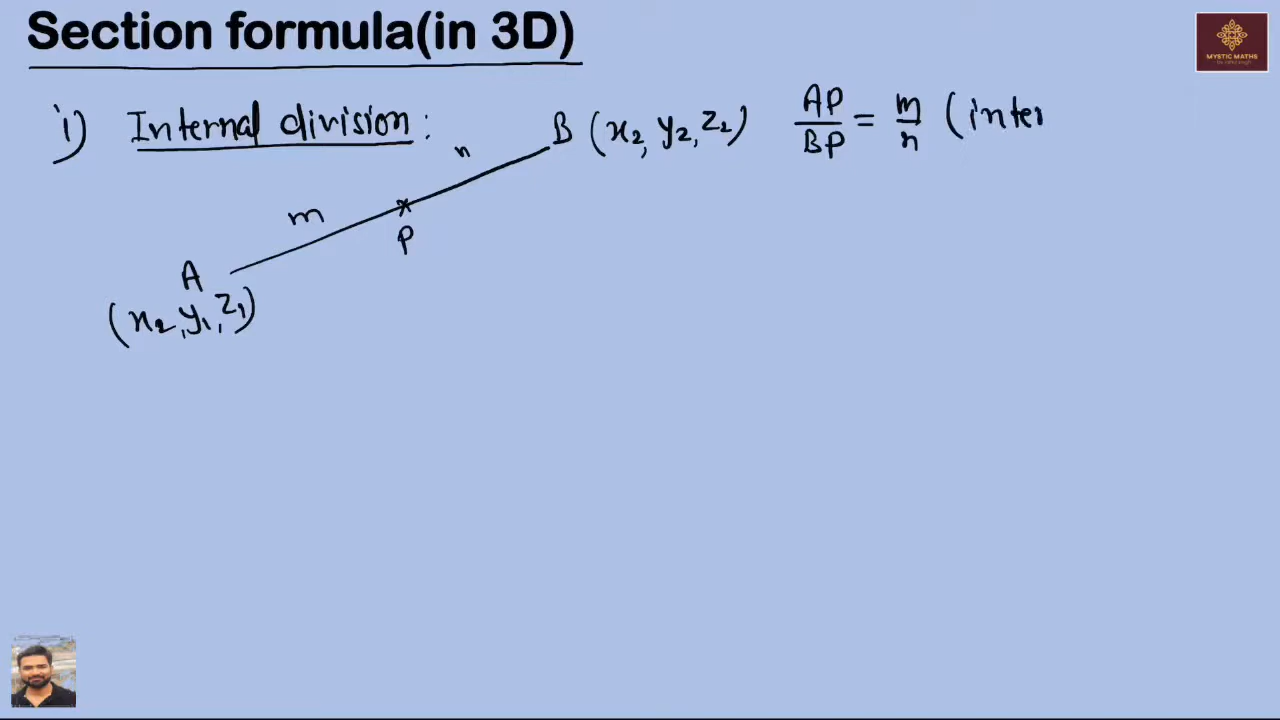 Section formula(in 3D)
MYSTIC MATHS
i) Internal division :
B (x₂, y₂, z₂)
AP/BP = m/n (inter
n
m
P
A
(x₂, y₁, z₁)